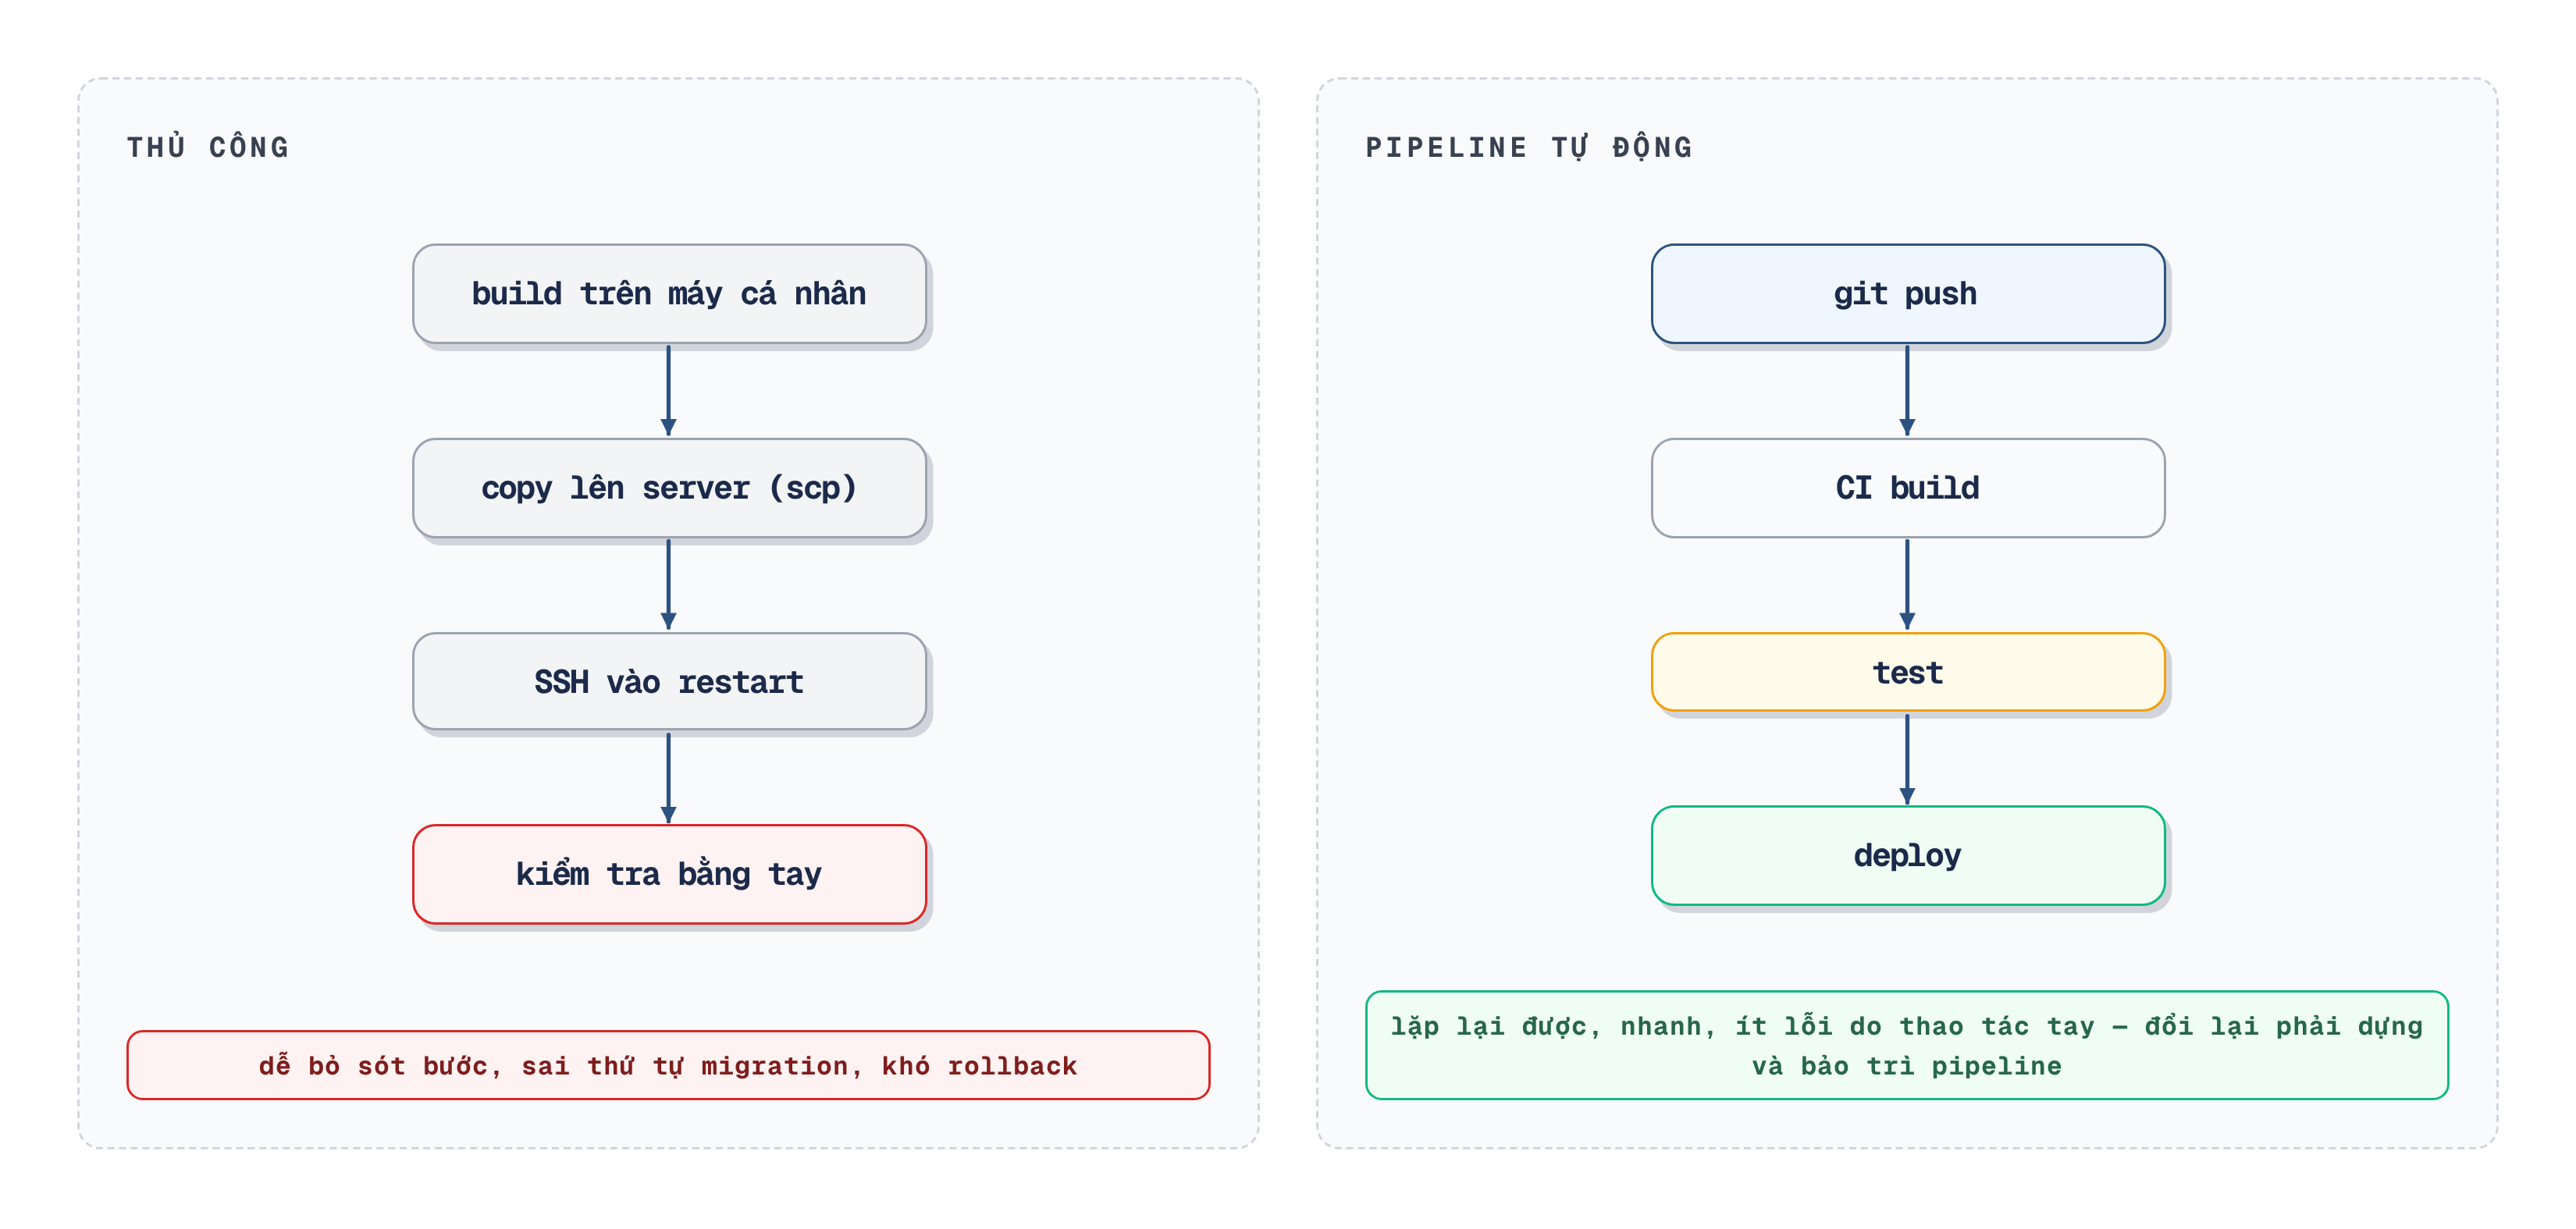 THỦ CÔNG
build trên máy cá nhân
copy lên server (scp)
SSH vào restart
kiểm tra bằng tay
dễ bỏ sót bước, sai thứ tự migration, khó rollback
PIPELINE TỰ ĐỘNG
git push
CI build
test
deploy
lặp lại được, nhanh, ít lỗi do thao tác tay — đổi lại phải dựng
và bảo trì pipeline